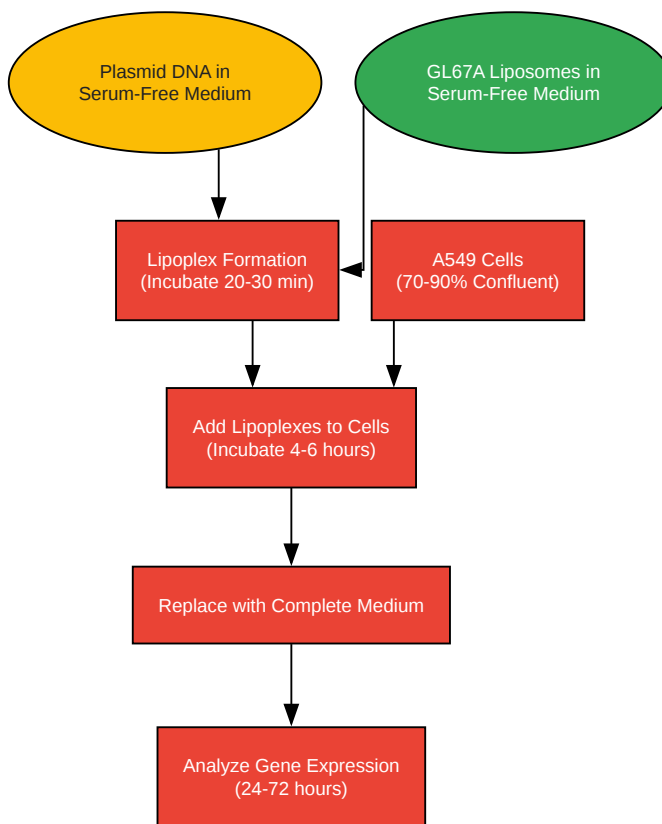 Plasmid DNA in
Serum-Free Medium
GL67A Liposomes in
Serum-Free Medium
Lipoplex Formation
(Incubate 20-30 min)
A549 Cells
(70-90% Confluent)
Add Lipoplexes to Cells
(Incubate 4-6 hours)
Replace with Complete Medium
Analyze Gene Expression
(24-72 hours)